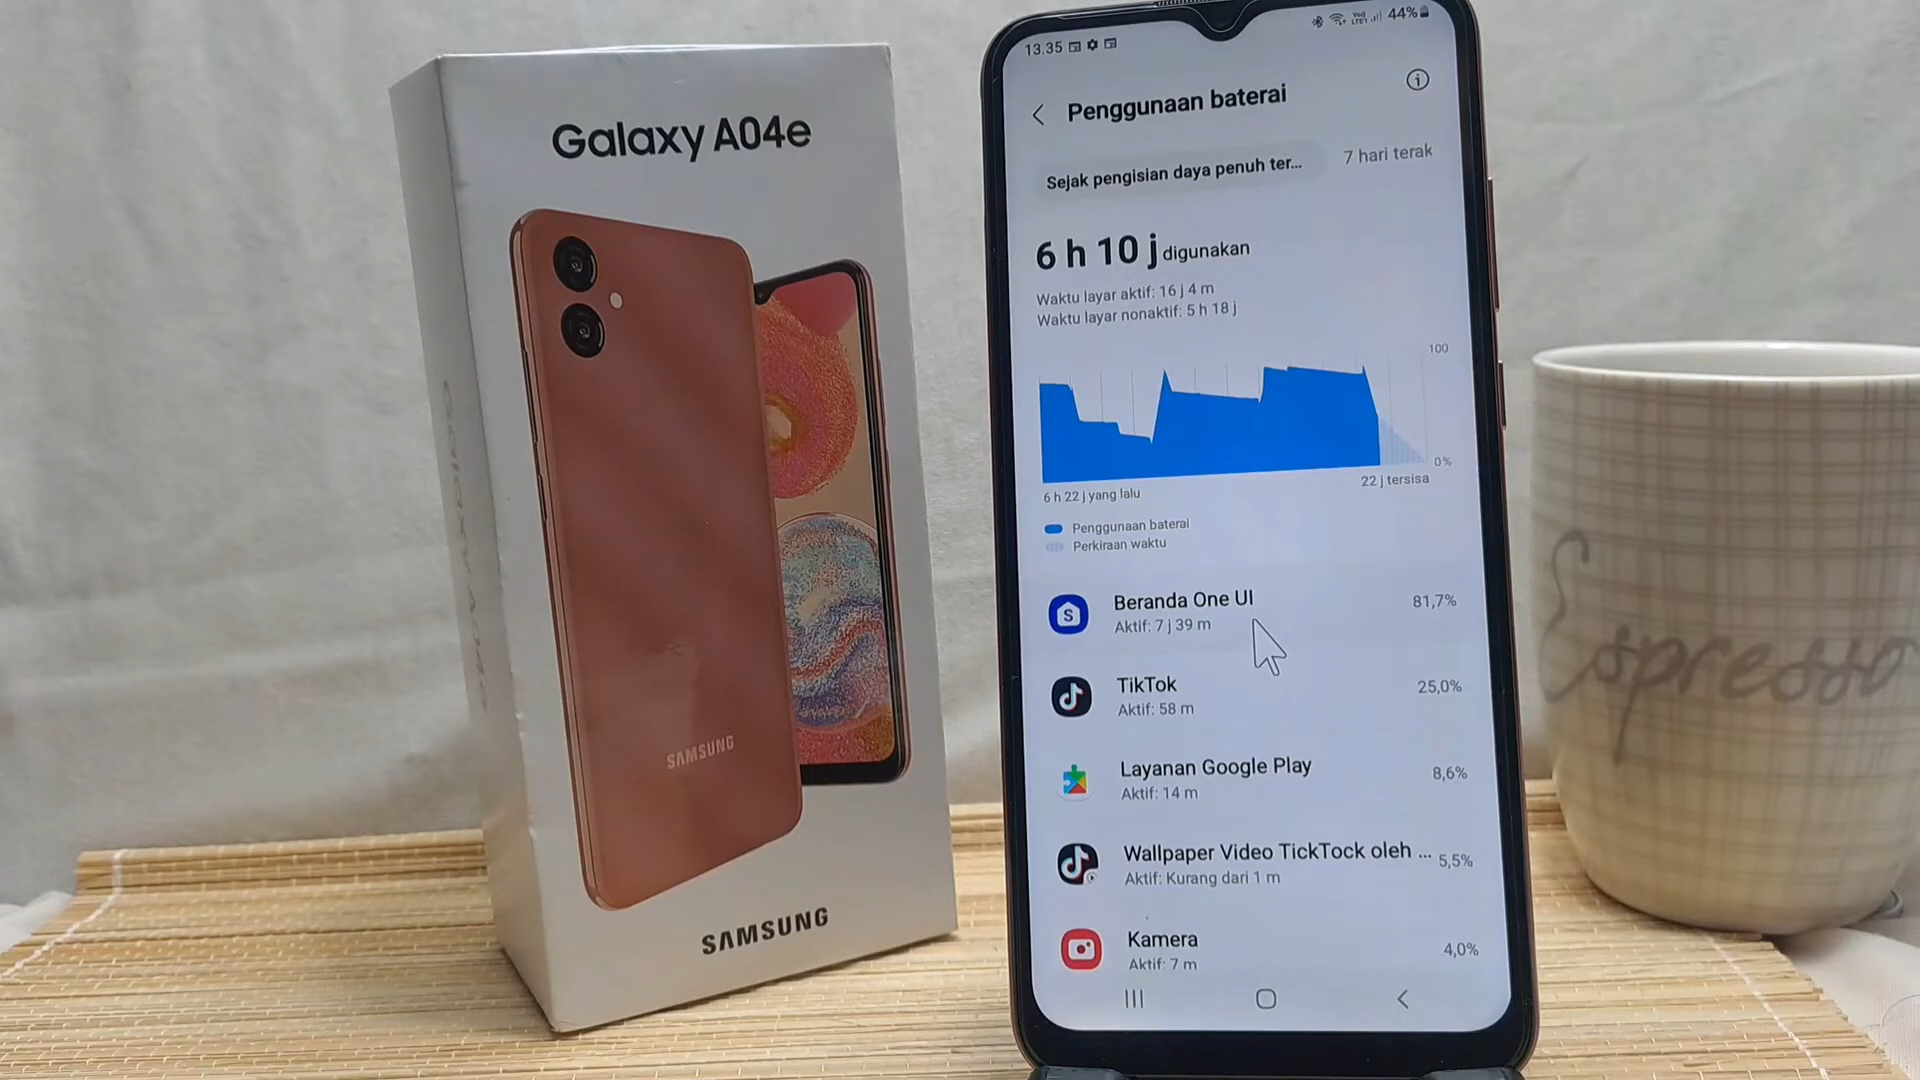 Galaxy A04e
SAMSUNG
SAMSUNG
13.35
44%
Penggunaan baterai
Sejak pengisian daya penuh ter...
7 hari terak
6 h 10 j digunakan
Waktu layar aktif: 16 j 4 m
Waktu layar nonaktif: 5 h 18 j
100
0%
6 h 22 j yang lalu
22 j tersisa
Penggunaan baterai
Perkiraan waktu
Beranda One UI
81,7%
Aktif: 7 j 39 m
TikTok
25,0%
Aktif: 58 m
Layanan Google Play
8,6%
Aktif: 14 m
Wallpaper Video TickTock oleh ...
5,5%
Aktif: Kurang dari 1 m
Kamera
4,0%
Aktif: 7 m
Espresso